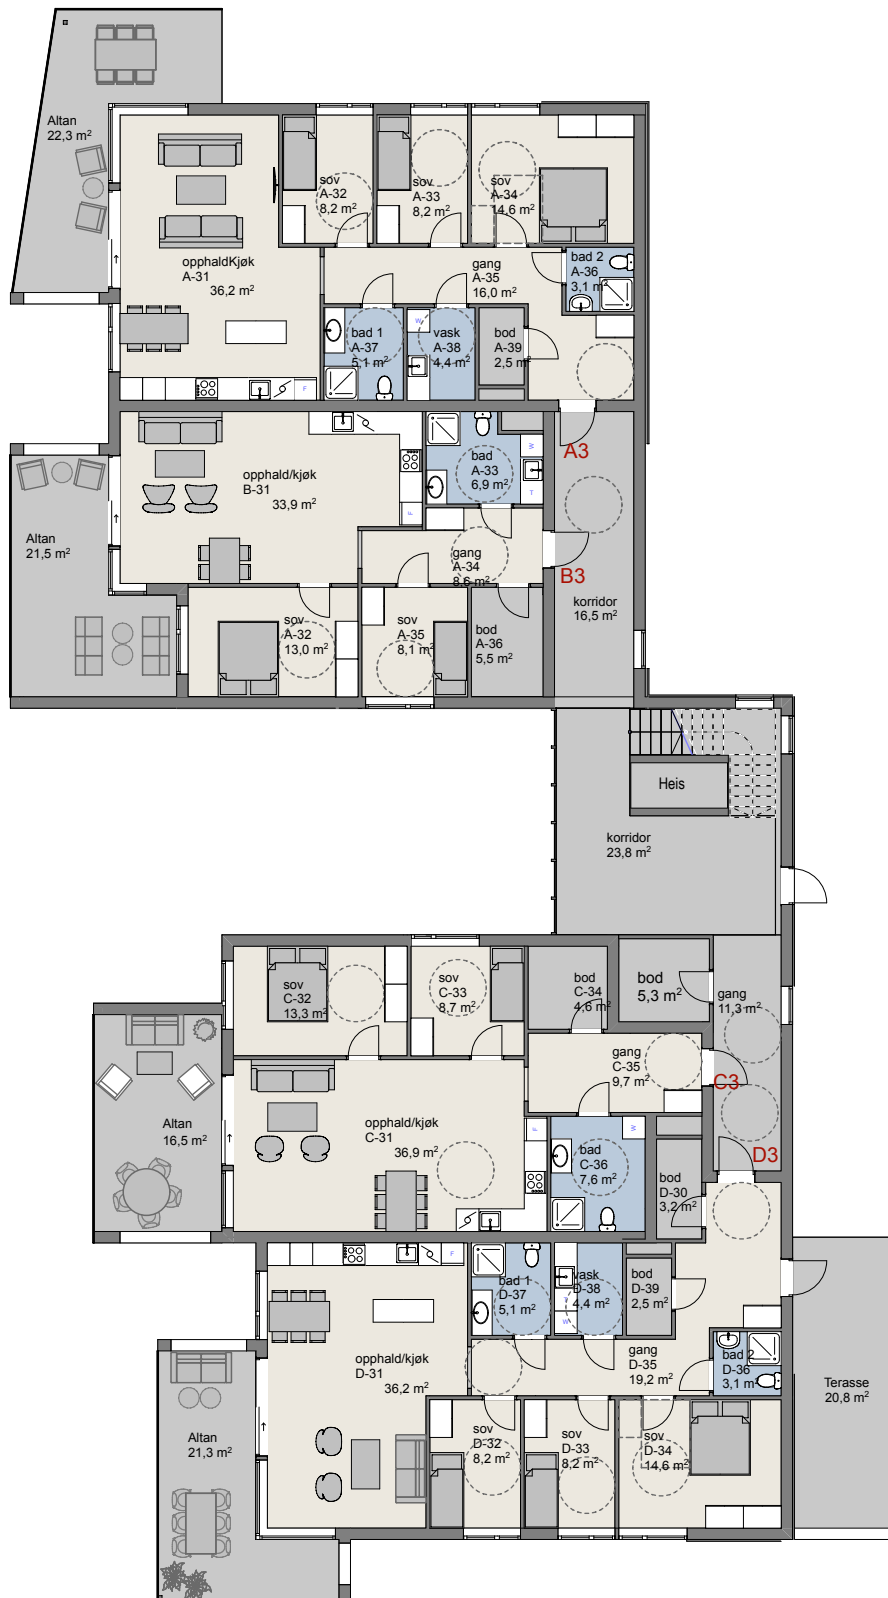 Altan
22,3 m²
opphaldKjøk
A-31
36,2 m²
sov
A-32
8,2 m²
sov
A-33
8,2 m²
sov
A-34
14,6 m²
gang
A-35
16,0 m²
bad 2
A-36
3,1 m²
bad 1
A-37
5,1 m²
W
vask
A-38
4,4 m²
bod
A-39
2,5 m²
F
A3
opphald/kjøk
B-31
33,9 m²
F
bad
A-33
6,9 m²
W
T
Altan
21,5 m²
gang
A-34
8,6 m²
B3
korridor
16,5 m²
sov
A-32
13,0 m²
sov
A-35
8,1 m²
bod
A-36
5,5 m²
Heis
korridor
23,8 m²
sov
C-32
13,3 m²
sov
C-33
8,7 m²
bod
C-34
4,6 m²
bod
5,3 m²
gang
11,3 m²
gang
C-35
9,7 m²
C3
Altan
16,5 m²
opphald/kjøk
C-31
36,9 m²
F
W
bad
C-36
7,6 m²
D3
bod
D-30
3,2 m²
F
bad 1
D-37
5,1 m²
vask
D-38
4,4 m²
T
W
bod
D-39
2,5 m²
opphald/kjøk
D-31
36,2 m²
gang
D-35
19,2 m²
bad 2
D-36
3,1 m²
Terasse
20,8 m²
Altan
21,3 m²
sov
D-32
8,2 m²
sov
D-33
8,2 m²
sov
D-34
14,6 m²